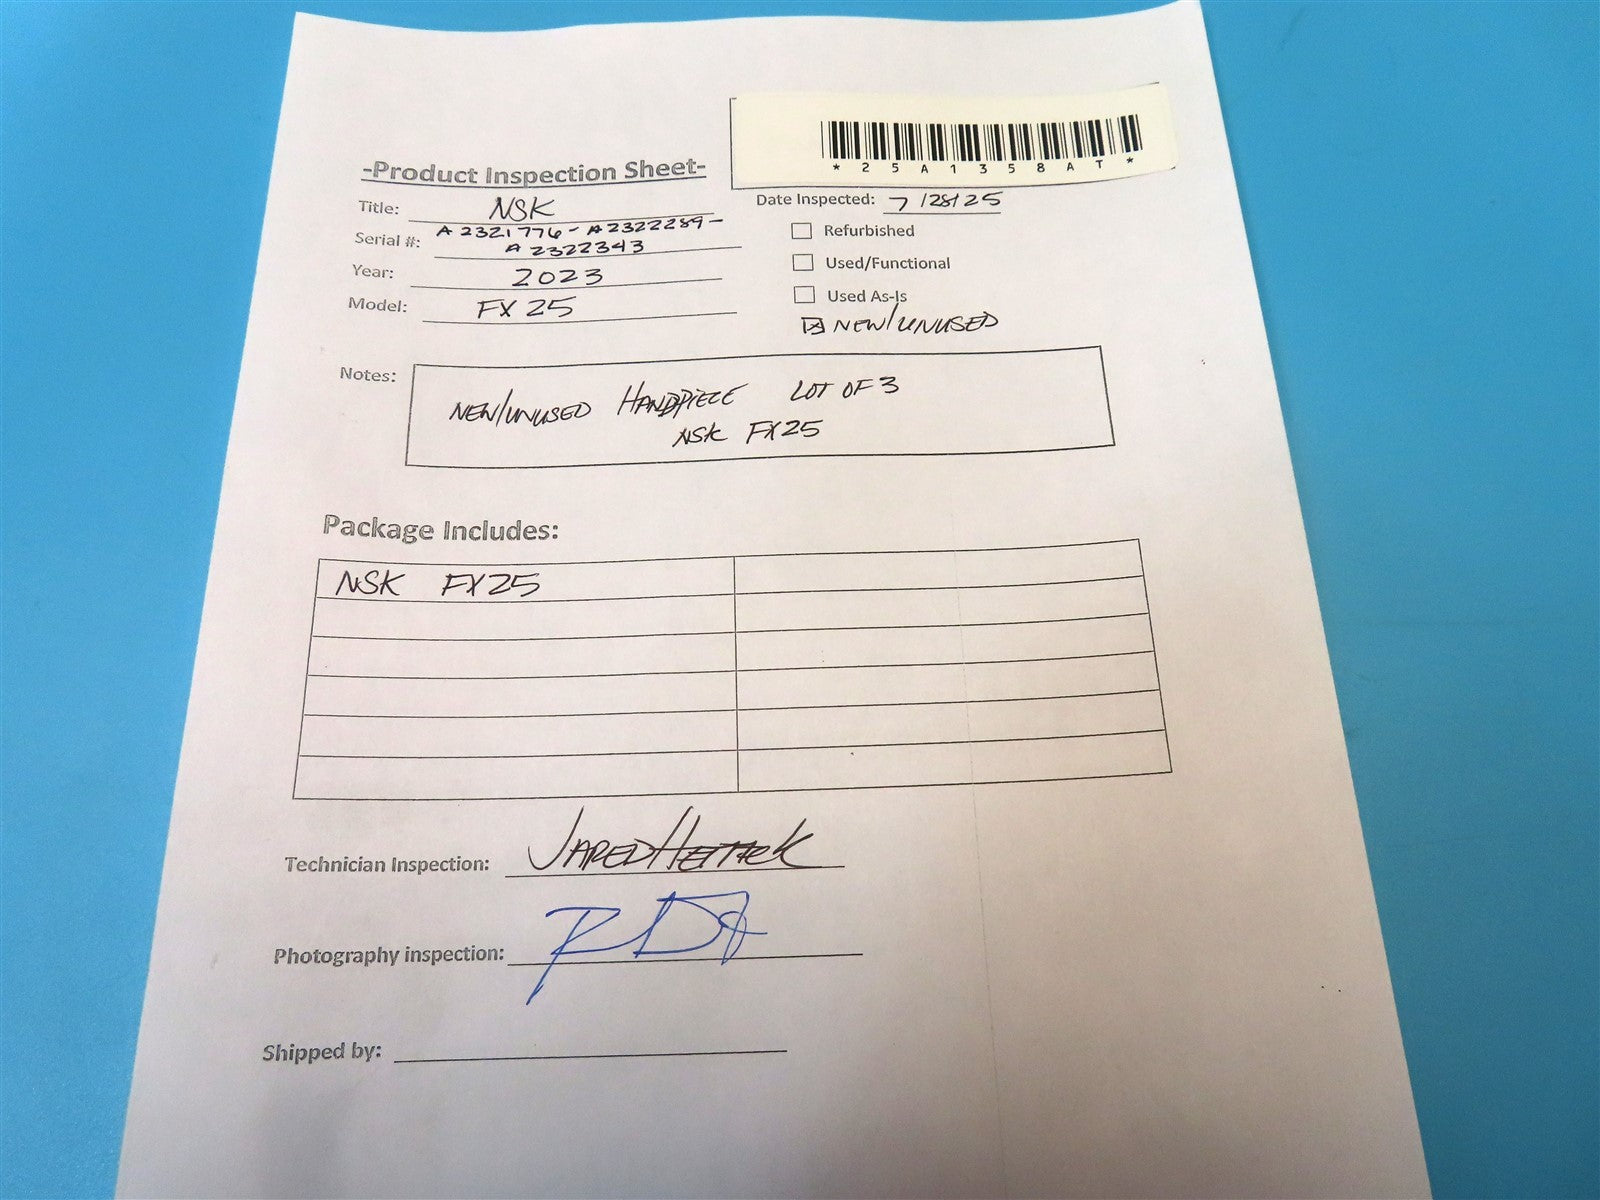 *25A1358AT*
-Product Inspection Sheet-
Title: NSK
Date Inspected: 7/28/25
Serial #: A2321776 - A2322289 -
A2322343
Year: 2023
Model: FX25
Refurbished
Used/Functional
Used As-Is
NEW/UNUSED
Notes:
NEW/UNUSED HANDPIECE LOT OF 3
NSK FX25
Package Includes:
NSK FX25
Technician Inspection: JARED
Photography inspection:
Shipped by: